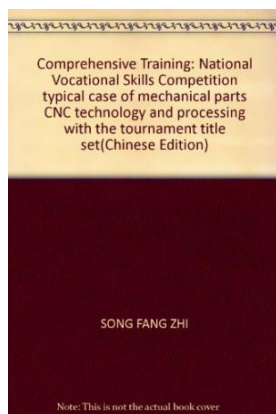 Comprehensive Training: National
Vocational Skills Competition
typical case of mechanical parts
CNC technology and processing
with the tournament title
set(Chinese Edition)
SONG FANG ZHI
Note: This is not the actual book cover